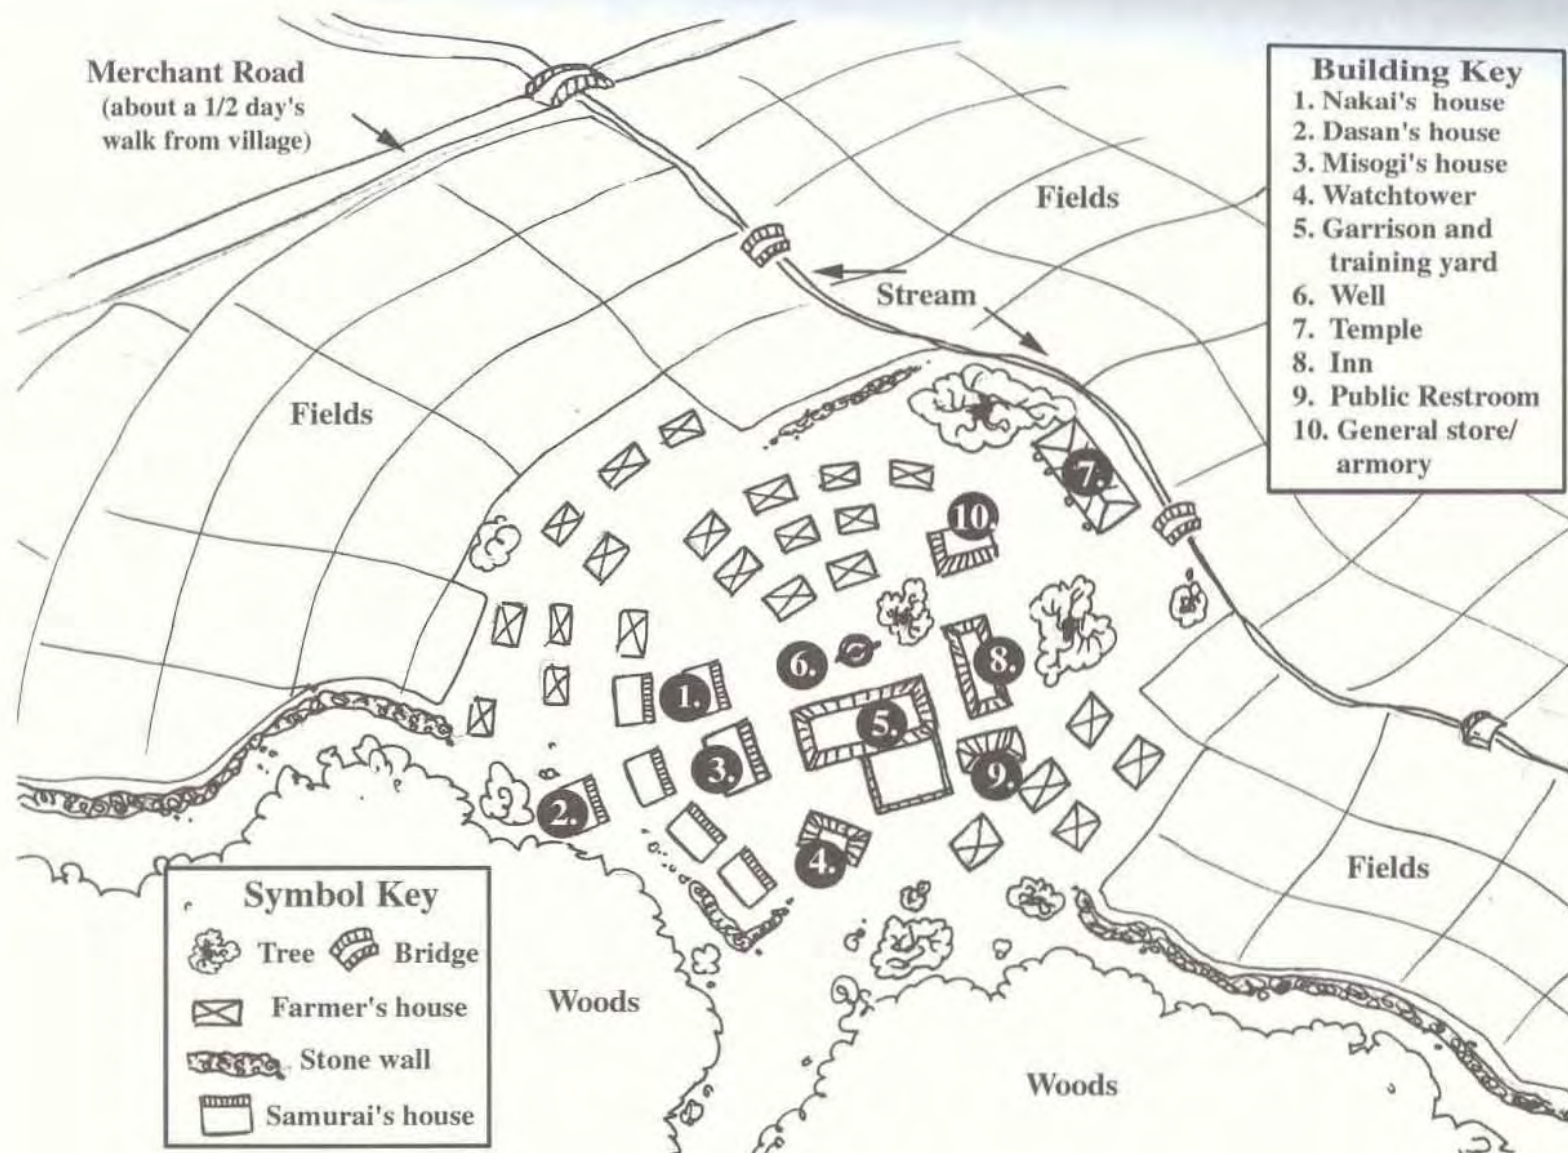 Merchant Road
(about a 1/2 day's
walk from village)
Building Key
1. Nakai's house
2. Dasan's house
3. Misogi's house
4. Watchtower
5. Garrison and
training yard
6. Well
7. Temple
8. Inn
9. Public Restroom
10. General store/
armory
Fields
Stream
Fields
7.
10.
6.
8.
1.
5.
3.
9.
2.
4.
Fields
Symbol Key
Tree
Bridge
Farmer's house
Stone wall
Samurai's house
Woods
Woods